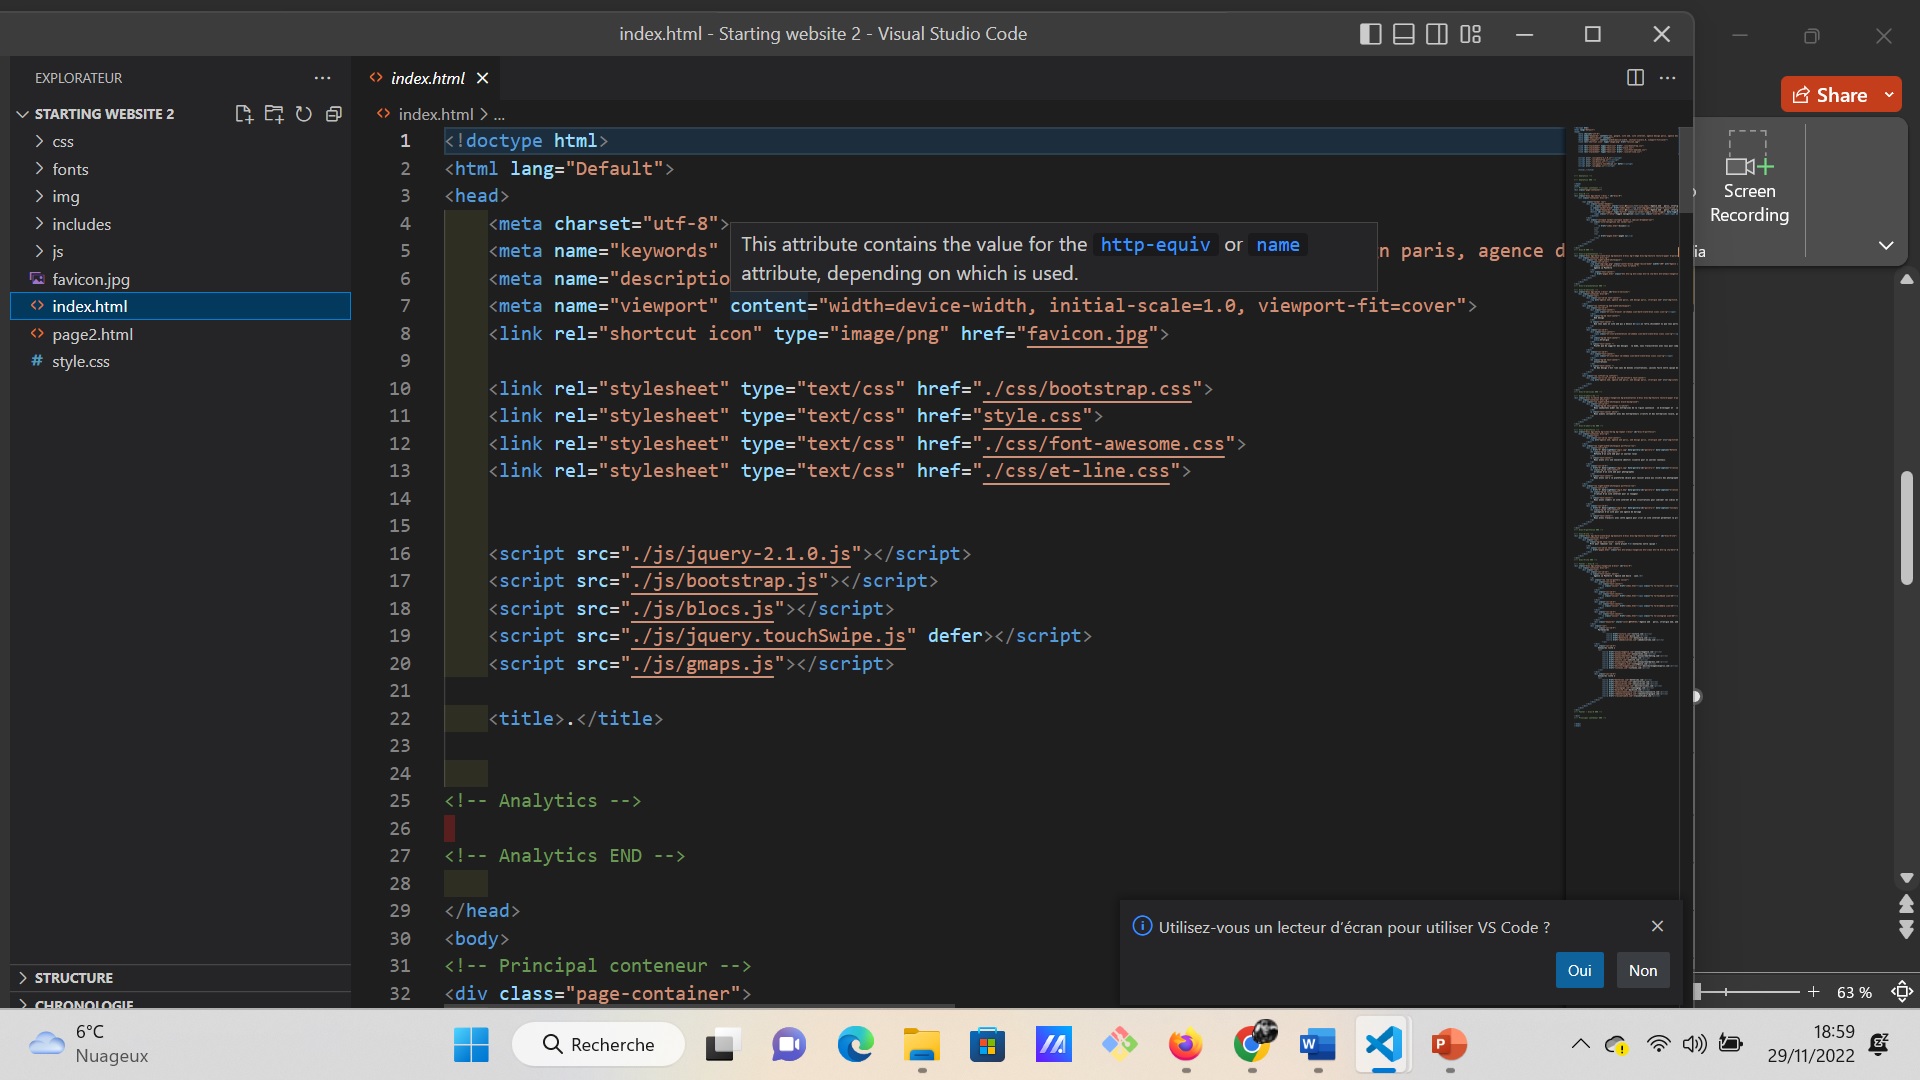 index.html - Starting website 2 - Visual Studio Code
EXPLORATEUR
STARTING WEBSITE 2
css
fonts
img
includes
js
favicon.jpg
index.html
page2.html
style.css
STRUCTURE
CHRONOLOGIE
index.html
index.html > ...
1 <!doctype html>
2 <html lang="Default">
3 <head>
4 <meta charset="utf-8">
5 <meta name="keywords" n paris, agence d
6 <meta name="descriptio
This attribute contains the value for the http-equiv or name
attribute, depending on which is used.
7 <meta name="viewport" content="width=device-width, initial-scale=1.0, viewport-fit=cover">
8 <link rel="shortcut icon" type="image/png" href="favicon.jpg">
9
10 <link rel="stylesheet" type="text/css" href="./css/bootstrap.css">
11 <link rel="stylesheet" type="text/css" href="style.css">
12 <link rel="stylesheet" type="text/css" href="./css/font-awesome.css">
13 <link rel="stylesheet" type="text/css" href="./css/et-line.css">
14
15
16 <script src="./js/jquery-2.1.0.js"></script>
17 <script src="./js/bootstrap.js"></script>
18 <script src="./js/blocs.js"></script>
19 <script src="./js/jquery.touchSwipe.js" defer></script>
20 <script src="./js/gmaps.js"></script>
21
22 <title>.</title>
23
24
25 <!-- Analytics -->
26
27 <!-- Analytics END -->
28
29 </head>
30 <body>
31 <!-- Principal conteneur -->
32 <div class="page-container">
Utilisez-vous un lecteur d'écran pour utiliser VS Code ?
Oui
Non
Share
Screen
Recording
ia
63 %
6°C
Nuageux
Recherche
18:59
29/11/2022